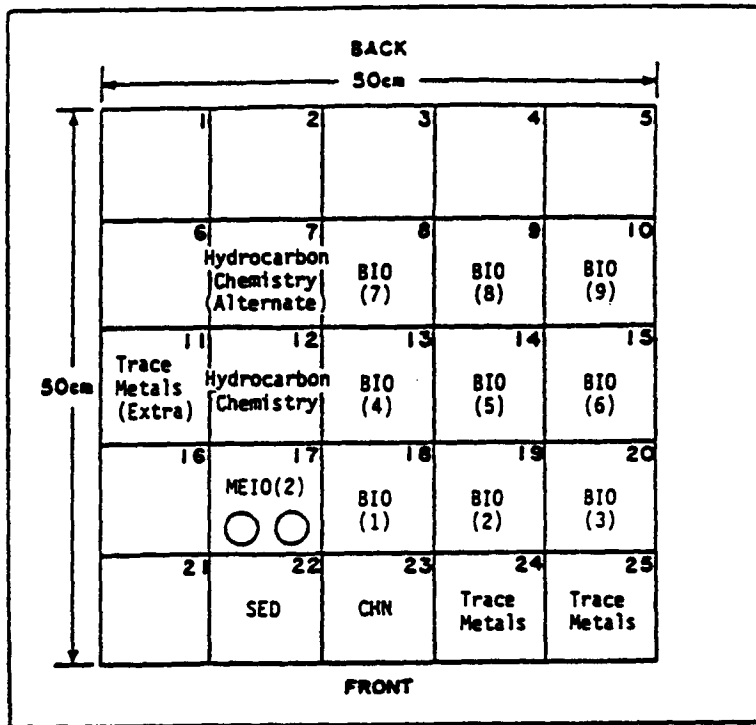 BACK
50cm
1 2 3 4 5
6 7 8 9 10
Hydrocarbon
Chemistry
(Alternate)
BIO
(7)
BIO
(8)
BIO
(9)
11 12 13 14 15
Trace
Metals
(Extra)
Hydrocarbon
Chemistry
BIO
(4)
BIO
(5)
BIO
(6)
50cm
16 17 18 19 20
MEIO(2)
BIO
(1)
BIO
(2)
BIO
(3)
21 22 23 24 25
SED
CHN
Trace
Metals
Trace
Metals
FRONT